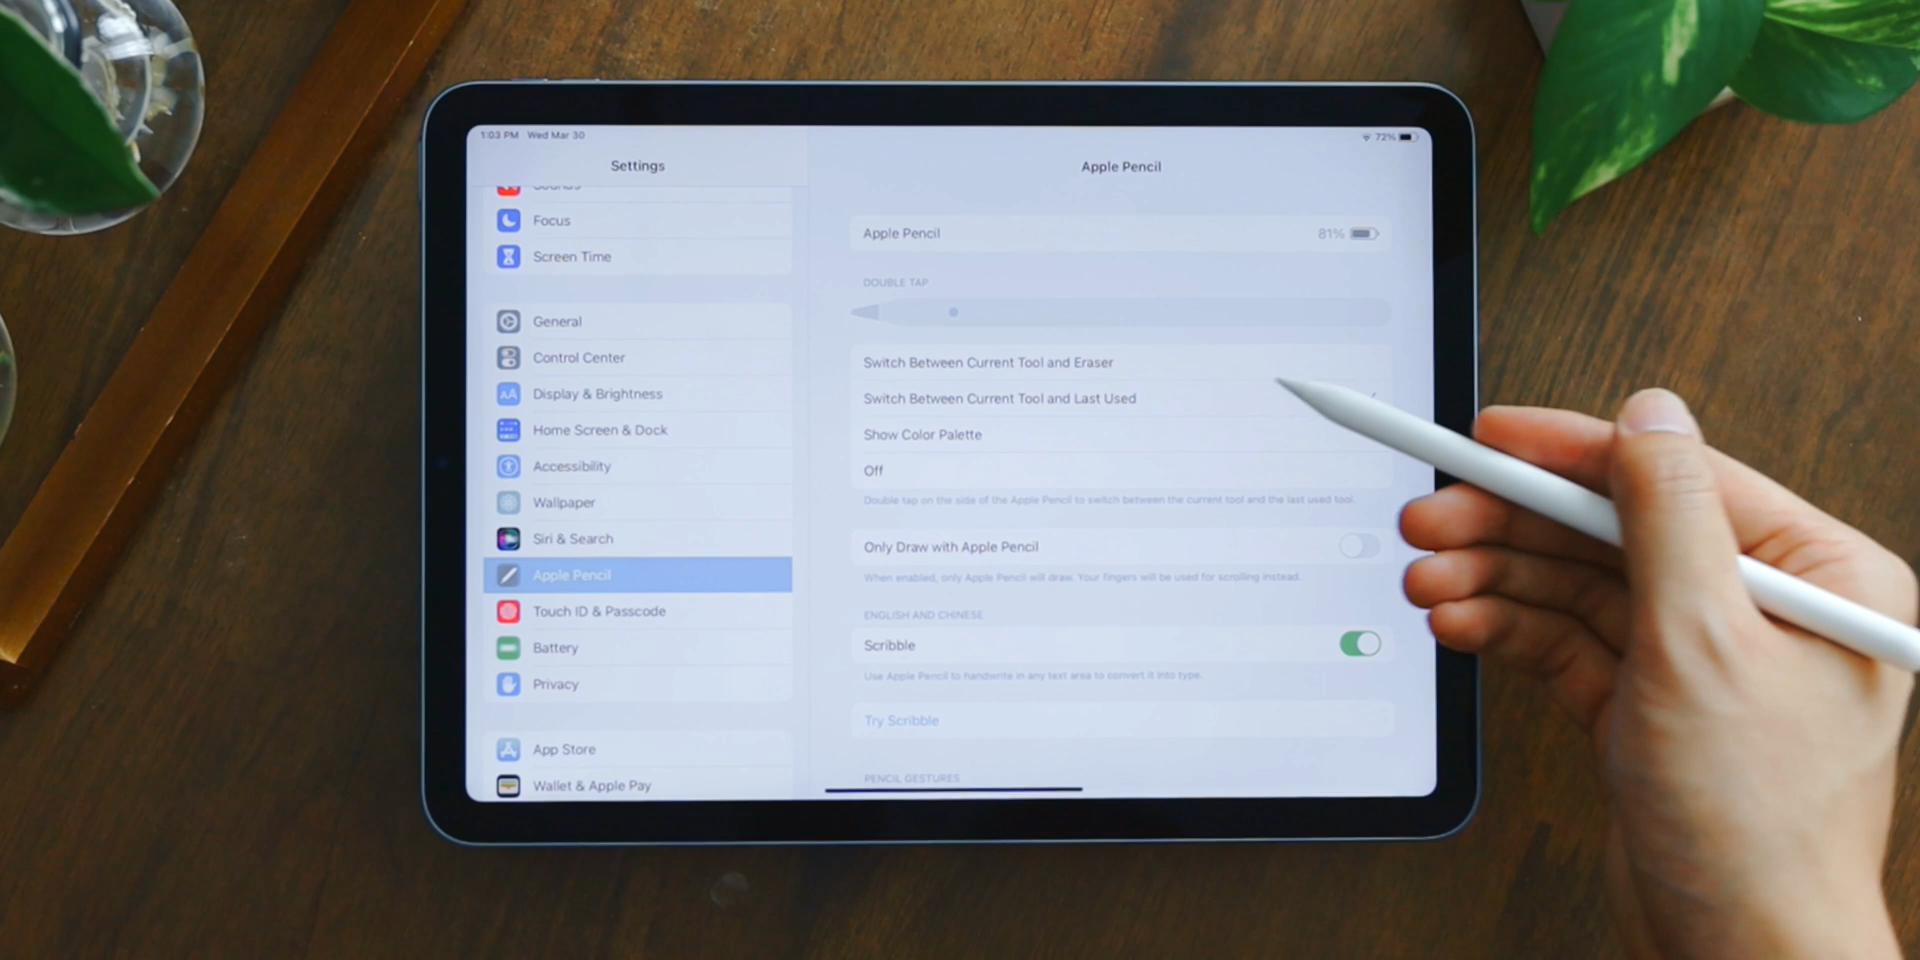 1:03 PM Wed Mar 30
72%
Settings
Sounds
Focus
Screen Time
General
Control Center
Display & Brightness
Home Screen & Dock
Accessibility
Wallpaper
Siri & Search
Apple Pencil
Touch ID & Passcode
Battery
Privacy
App Store
Wallet & Apple Pay
Apple Pencil
Apple Pencil 81%
DOUBLE TAP
Switch Between Current Tool and Eraser
Switch Between Current Tool and Last Used
Show Color Palette
Off
Double tap on the side of the Apple Pencil to switch between the current tool and the last used tool.
Only Draw with Apple Pencil
When enabled, only Apple Pencil will draw. Your fingers will be used for scrolling instead.
ENGLISH AND CHINESE
Scribble
Use Apple Pencil to handwrite in any text area to convert it into type.
Try Scribble
PENCIL GESTURES